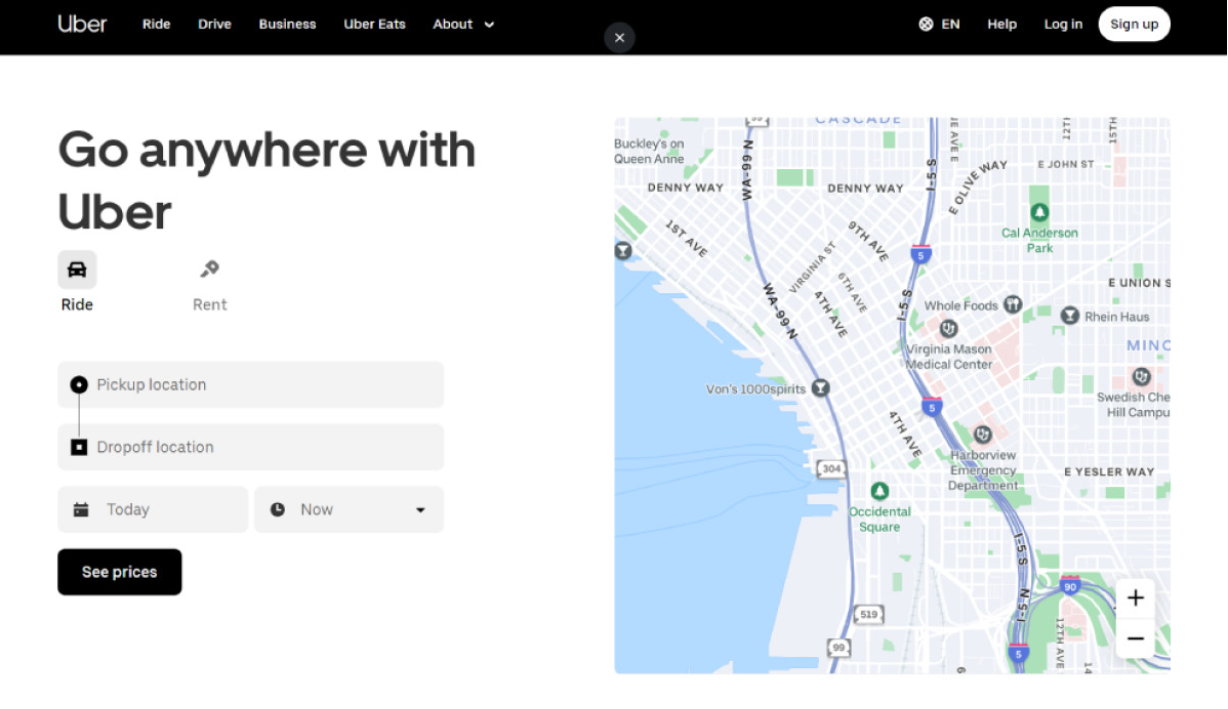 Uber Ride Drive Business Uber Eats About EN Help Log in Sign up
Go anywhere with
Uber
Ride Rent
Pickup location
Dropoff location
Today Now
See prices
CASCADE
Buckley's on
Queen Anne
DENNY WAY
DENNY WAY
WA-99 N
I-5 S
E OLIVE WAY
E JOHN ST
12TH
15TH
Cal Anderson
Park
1ST AVE
9TH AVE
VIRGINIA ST
6TH AVE
4TH AVE
5
E UNION S
WA-99 N
I-5 S
Whole Foods
Rhein Haus
Virginia Mason
Medical Center
MINO
Von's 1000spirits
Swedish Che
Hill Campu
5
4TH AVE
Harborview
Emergency
Department
304
E YESLER WAY
Occidental
Square
I-5 S
I-5 N
90
519
99
12TH AVE
5
6
14